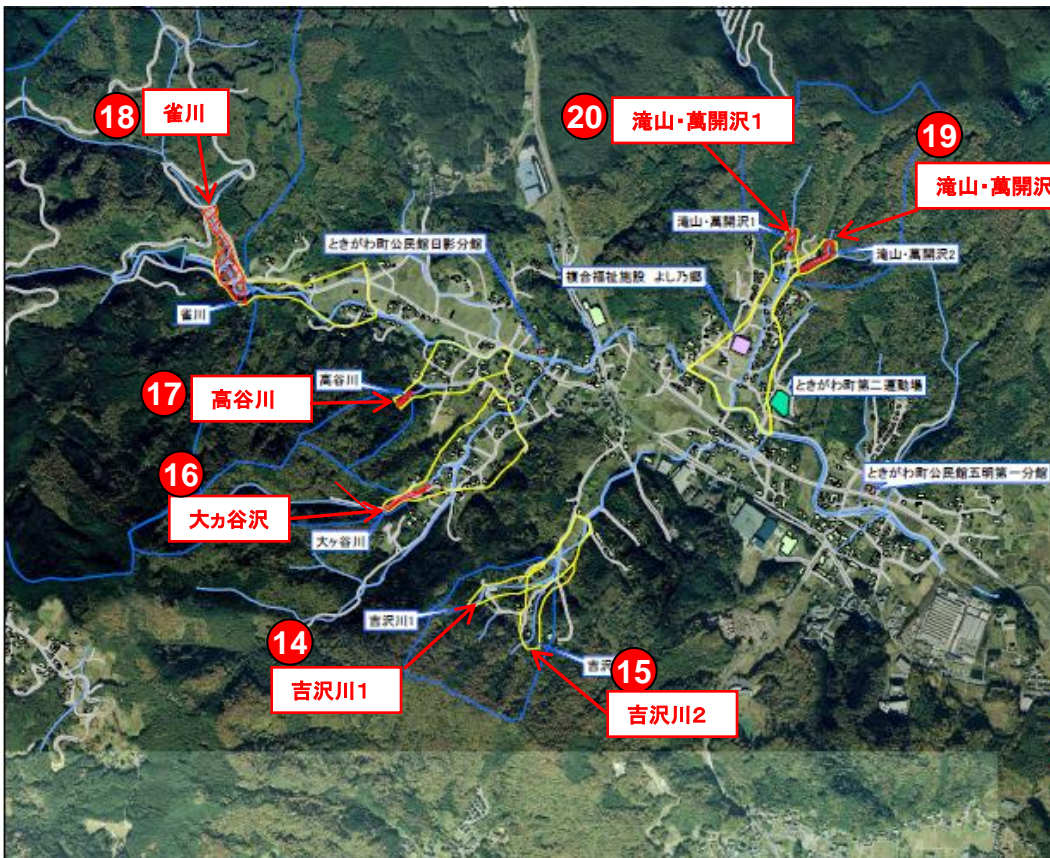 18
雀川
20
滝山・萬開沢1
19
滝山・萬開沢
滝山・萬開沢1
ときがわ町公民館日影分館
滝山・萬開沢2
複合福祉施設 よし乃郷
雀川
高谷川
17
高谷川
ときがわ町第二運動場
16
ときがわ町公民館五明第一分館
大ヵ谷沢
大ヶ谷川
吉沢川1
14
吉沢
15
吉沢川1
吉沢川2